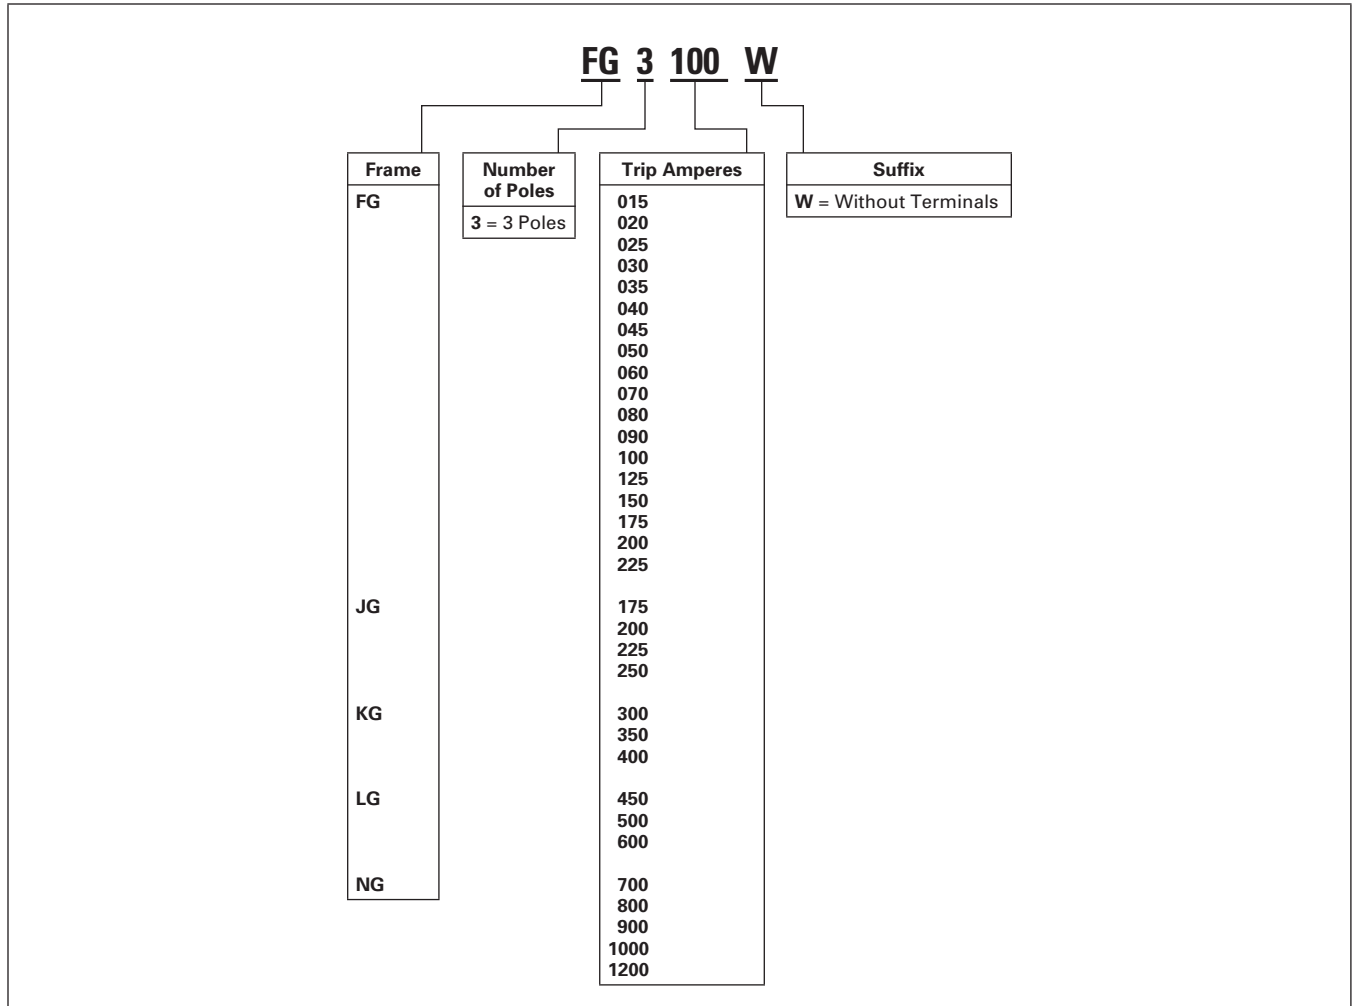 FG 3 100 W
Frame
FG
JG
KG
LG
NG
Number
of Poles
3 = 3 Poles
Trip Amperes
015
020
025
030
035
040
045
050
060
070
080
090
100
125
150
175
200
225
175
200
225
250
300
350
400
450
500
600
700
800
900
1000
1200
Suffix
W = Without Terminals